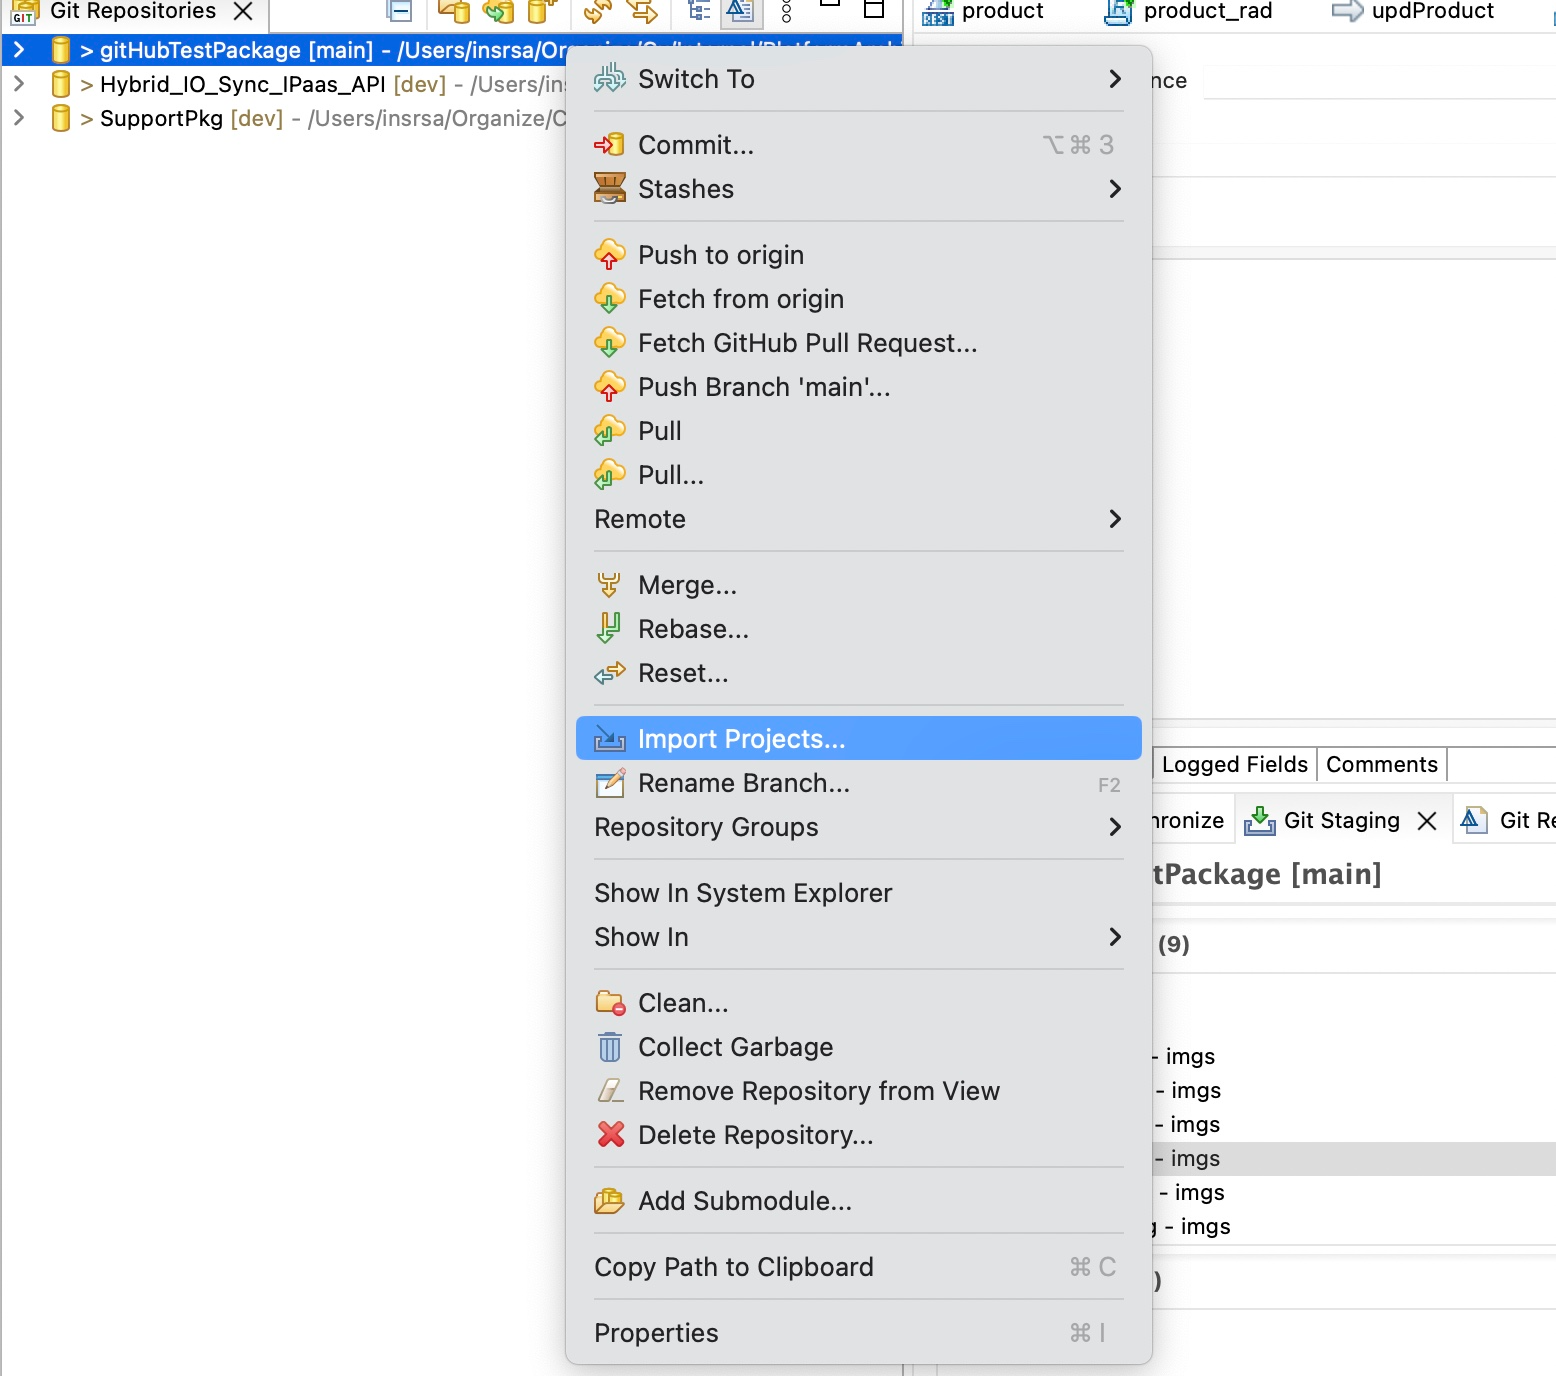 Git Repositories
product product_rad updProduct
> gitHubTestPackage [main] - /Users/insrsa/
> Hybrid_IO_Sync_IPaas_API [dev] - /Users/in
> SupportPkg [dev] - /Users/insrsa/Organize/C
nce
Switch To
Commit... ⌥⌘ 3
Stashes
Push to origin
Fetch from origin
Fetch GitHub Pull Request...
Push Branch 'main'...
Pull
Pull...
Remote
Merge...
Rebase...
Reset...
Import Projects...
Rename Branch... F2
Repository Groups
Show In System Explorer
Show In
Clean...
Collect Garbage
Remove Repository from View
Delete Repository...
Add Submodule...
Copy Path to Clipboard ⌘ C
Properties ⌘ I
Logged Fields Comments
hronize Git Staging Git Re
tPackage [main]
(9)
- imgs
- imgs
- imgs
- imgs
- imgs
g - imgs
)
GIT
REST